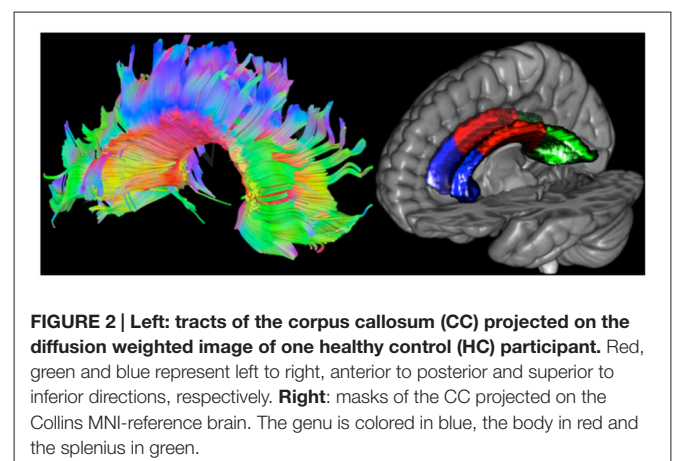 FIGURE 2 | Left: tracts of the corpus callosum (CC) projected on the
diffusion weighted image of one healthy control (HC) participant. Red,
green and blue represent left to right, anterior to posterior and superior to
inferior directions, respectively. Right: masks of the CC projected on the
Collins MNI-reference brain. The genu is colored in blue, the body in red and
the splenius in green.